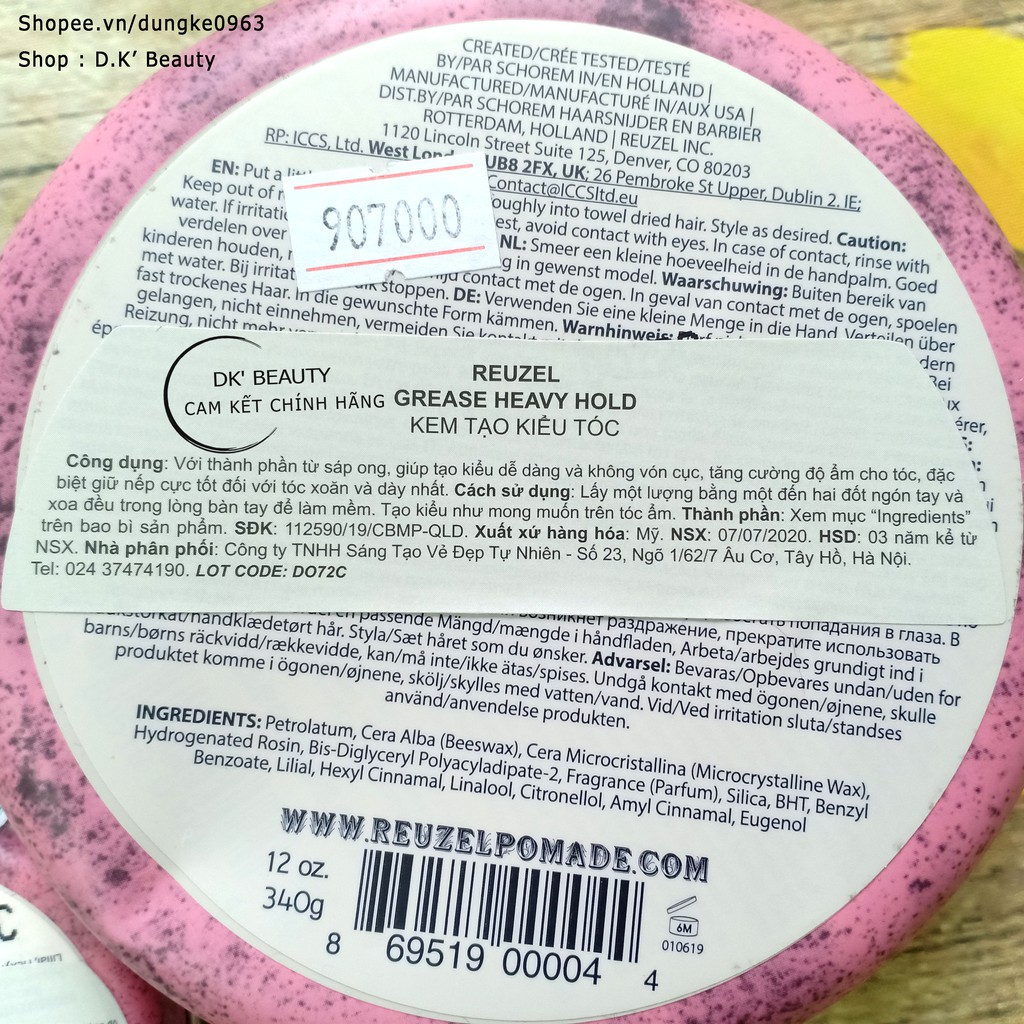 Shopee.vn/dungke0963
Shop : D.K' Beauty
CREATED/CRÉE TESTED/TESTÉ
BY/PAR SCHOREM IN/EN HOLLAND |
MANUFACTURED/MANUFACTURÉ IN/AUX USA |
DIST.BY/PAR SCHOREM HAARSNIJDER EN BARBIER
ROTTERDAM, HOLLAND | REUZEL INC.
1120 Lincoln Street Suite 125, Denver, CO 80203
RP: ICCS, Ltd. West UB8 2FX, UK: 26 Pembroke St Upper, Dublin 2. IE;
Contact@ICCSltd.eu
EN: Put a roughly into towel dried hair. Style as desired. Caution:
Keep out of avoid contact with eyes. In case of contact, rinse with
water. If NL: Smeer een kleine hoeveelheid in de handpalm. Goed
verdelen over in gewenst model. Waarschuwing: Buiten bereik van
kinderen houden, contact met de ogen. In geval van contact met de ogen, spoelen
met water. Bij stoppen. DE: Verwenden Sie eine kleine Menge in die Hand. Verteilen über
fast trockenes Haar. In die gewunschte Form kämmen. Warnhinweis:
gelangen, nicht einnehmen, vermeiden Sie
Reizung, nicht mehr
907000
DK' BEAUTY
CAM KẾT CHÍNH HÃNG
REUZEL
GREASE HEAVY HOLD
KEM TẠO KIỂU TÓC
Công dụng: Với thành phần từ sáp ong, giúp tạo kiểu dễ dàng và không vón cục, tăng cường độ ẩm cho tóc, đặc
biệt giữ nếp cực tốt đối với tóc xoăn và dày nhất. Cách sử dụng: Lấy một lượng bằng một đến hai đốt ngón tay và
xoa đều trong lòng bàn tay để làm mềm. Tạo kiểu như mong muốn trên tóc ẩm. Thành phần: Xem mục "Ingredients"
trên bao bì sản phẩm. SĐK: 112590/19/CBMP-QLD. Xuất xứ hàng hóa: Mỹ. NSX: 07/07/2020. HSD: 03 năm kể từ
NSX. Nhà phân phối: Công ty TNHH Sáng Tạo Vẻ Đẹp Tự Nhiên - Số 23, Ngõ 1/62/7 Âu Cơ, Tây Hồ, Hà Nội.
Tel: 024 37474190. LOT CODE: DO72C
возникнет раздражение, прекратите использовать попадания в глаза. В
passende Mängd/mængde i håndfladen, Arbeta/arbejdes grundigt ind i
håndklædetørt hår. Styla/Sæt håret som du ønsker. Advarsel: Bevaras/Opbevares undan/uden for
barns/børns räckvidd/rækkevidde, kan/må inte/ikke ätas/spises. Undgå kontakt med ögonen/øjnene, skulle
produktet komme i ögonen/øjnene, skölj/skylles med vatten/vand. Vid/Ved irritation sluta/standses
använd/anvendelse produkten.
INGREDIENTS: Petrolatum, Cera Alba (Beeswax), Cera Microcristallina (Microcrystalline Wax),
Hydrogenated Rosin, Bis-Diglyceryl Polyacyladipate-2, Fragrance (Parfum), Silica, BHT, Benzyl
Benzoate, Lilial, Hexyl Cinnamal, Linalool, Citronellol, Amyl Cinnamal, Eugenol
WWW.REUZELPOMADE.COM
12 oz.
340g
6M
010619
8 69519 00004 4